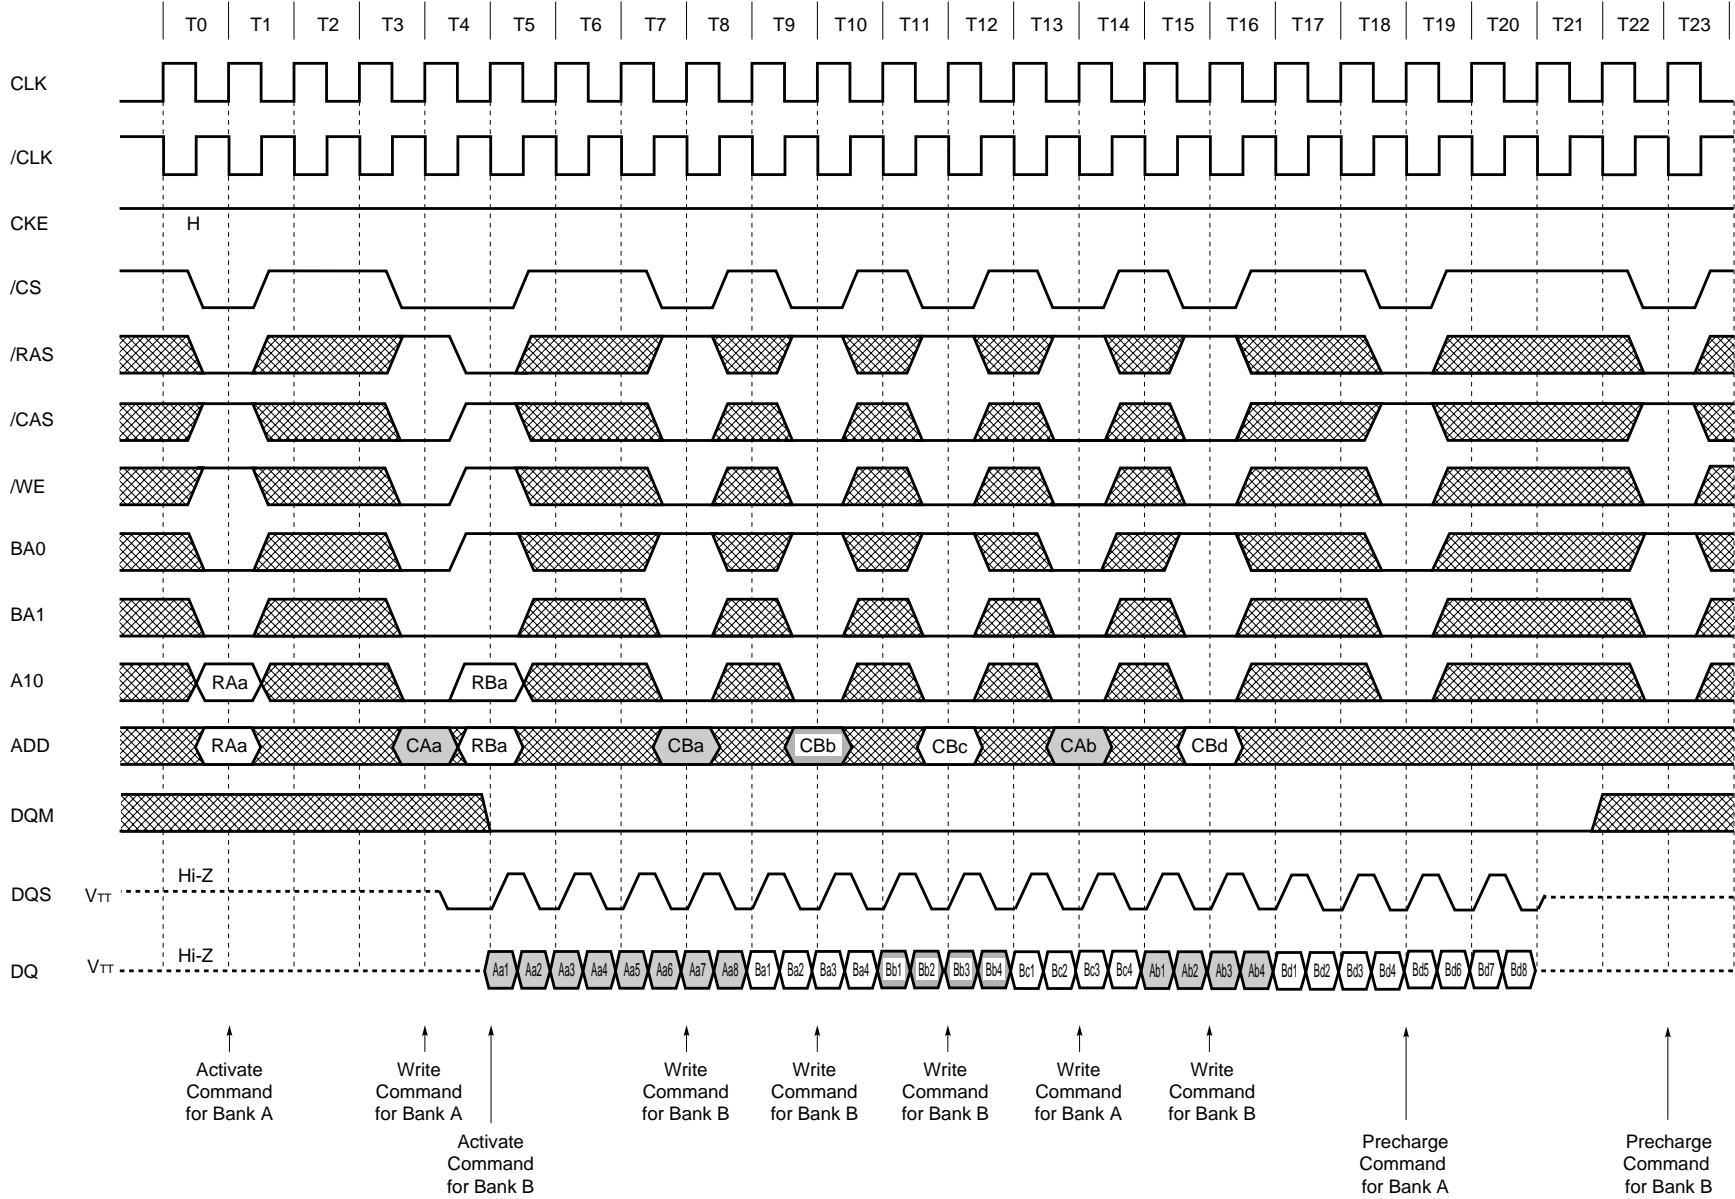 T0 T1 T2 T3 T4 T5 T6 T7 T8 T9 T10 T11 T12 T13 T14 T15 T16 T17 T18 T19 T20 T21 T22 T23
CLK
/CLK
CKE H
/CS
/RAS
/CAS
/WE
BA0
BA1
A10 RAa RBa
ADD RAa CAa RBa CBa CBb CBc CAb CBd
DQM
DQS VTT Hi-Z
DQ VTT Hi-Z Aa1 Aa2 Aa3 Aa4 Aa5 Aa6 Aa7 Aa8 Ba1 Ba2 Ba3 Ba4 Bb1 Bb2 Bb3 Bb4 Bc1 Bc2 Bc3 Bc4 Ab1 Ab2 Ab3 Ab4 Bd1 Bd2 Bd3 Bd4 Bd5 Bd6 Bd7 Bd8
Activate
Command
for Bank A
Write
Command
for Bank A
Activate
Command
for Bank B
Write
Command
for Bank B
Write
Command
for Bank B
Write
Command
for Bank B
Write
Command
for Bank A
Write
Command
for Bank B
Precharge
Command
for Bank A
Precharge
Command
for Bank B